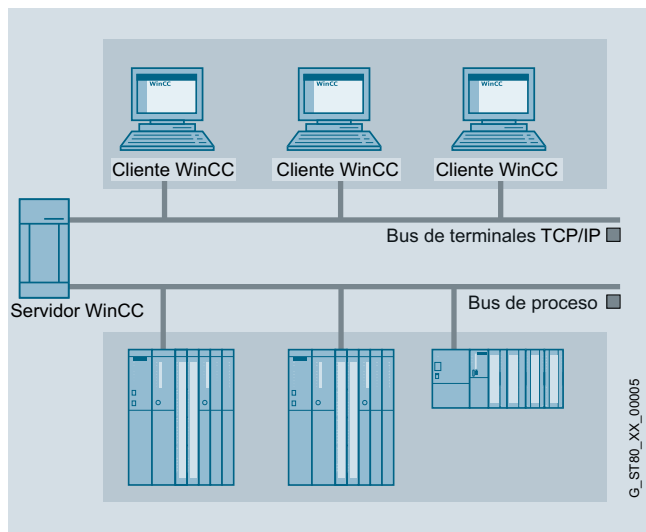 WinCC
WinCC
WinCC
Cliente WinCC
Cliente WinCC
Cliente WinCC
Bus de terminales TCP/IP
Bus de proceso
Servidor WinCC
G_ST80_XX_00005